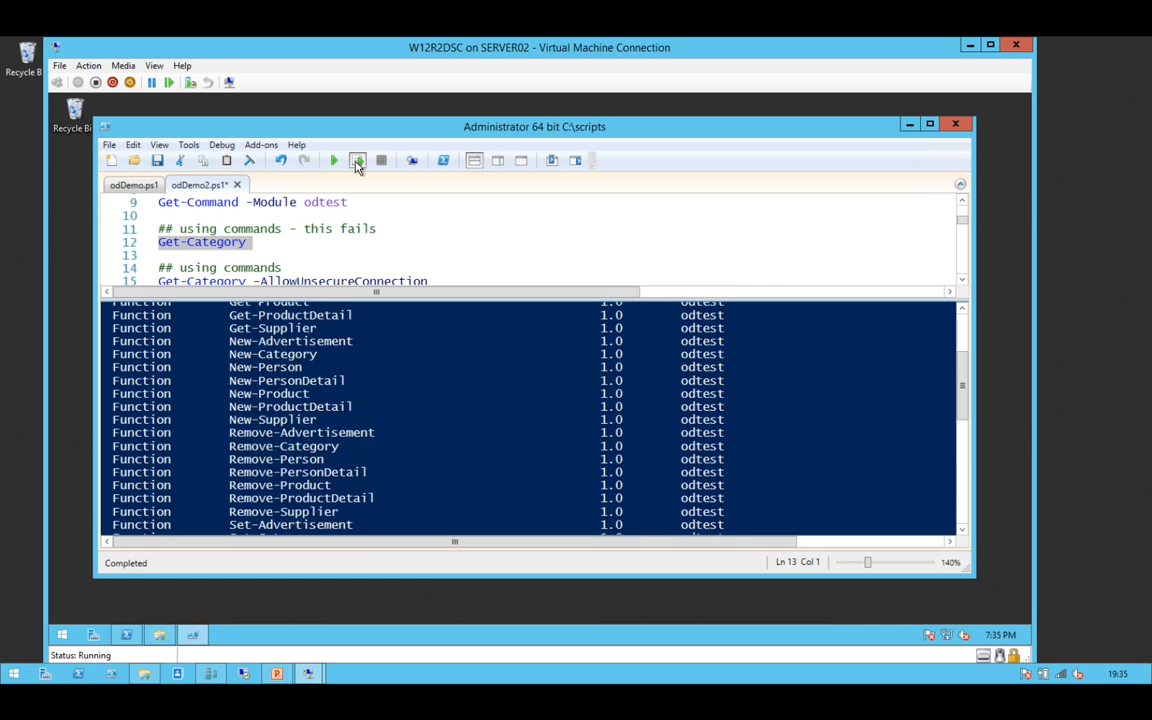 W12R2DSC on SERVER02 - Virtual Machine Connection
Recycle B
File Action Media View Help
Recycle Bi
Administrator 64 bit C:\scripts
File Edit View Tools Debug Add-ons Help
odDemo.ps1 odDemo2.ps1*
9 Get-Command -Module odtest
10
11 ## using commands - this fails
12 Get-Category
13
14 ## using commands
15 Get-Category -AllowUnsecureConnection
Function Get-Product 1.0 odtest
Function Get-ProductDetail 1.0 odtest
Function Get-Supplier 1.0 odtest
Function New-Advertisement 1.0 odtest
Function New-Category 1.0 odtest
Function New-Person 1.0 odtest
Function New-PersonDetail 1.0 odtest
Function New-Product 1.0 odtest
Function New-ProductDetail 1.0 odtest
Function New-Supplier 1.0 odtest
Function Remove-Advertisement 1.0 odtest
Function Remove-Category 1.0 odtest
Function Remove-Person 1.0 odtest
Function Remove-PersonDetail 1.0 odtest
Function Remove-Product 1.0 odtest
Function Remove-ProductDetail 1.0 odtest
Function Remove-Supplier 1.0 odtest
Function Set-Advertisement 1.0 odtest
Completed Ln 13 Col 1 140%
7:35 PM
Status: Running
19:35